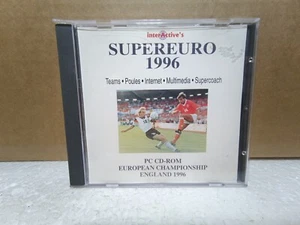 interActive's
SUPEREURO
1996
Teams • Poules • Internet • Multimedia • Supercoach
PC CD-ROM
EUROPEAN CHAMPIONSHIP
ENGLAND 1996